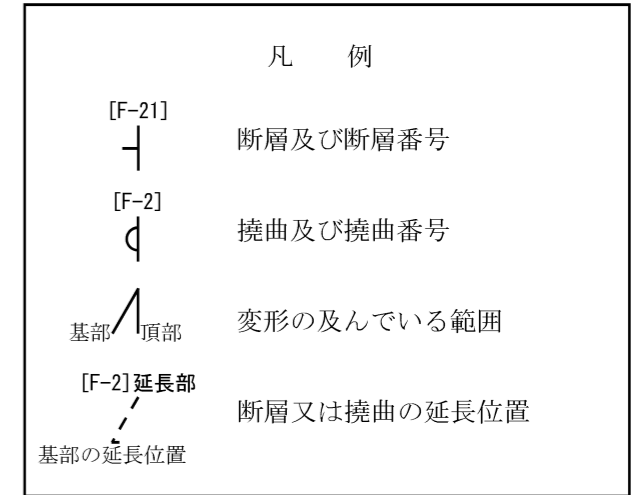 凡 例
[F-21]
断層及び断層番号
[F-2]
撓曲及び撓曲番号
基部 頂部
変形の及んでいる範囲
[F-2]延長部
断層又は撓曲の延長位置
基部の延長位置